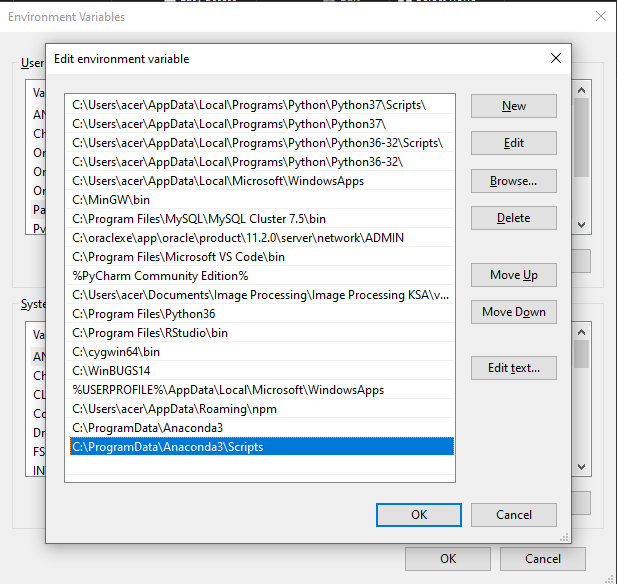 Environment Variables
Edit environment variable
User
Va
C:\Users\acer\AppData\Local\Programs\Python\Python37\Scripts\
New
AN
C:\Users\acer\AppData\Local\Programs\Python\Python37\
Ch
C:\Users\acer\AppData\Local\Programs\Python\Python36-32\Scripts\
Edit
Or
C:\Users\acer\AppData\Local\Programs\Python\Python36-32\
Or
C:\Users\acer\AppData\Local\Microsoft\WindowsApps
Browse...
Or
C:\MinGW\bin
Pa
C:\Program Files\MySQL\MySQL Cluster 7.5\bin
Delete
Py
C:\oraclexe\app\oracle\product\11.2.0\server\network\ADMIN
C:\Program Files\Microsoft VS Code\bin
%PyCharm Community Edition%
Move Up
C:\Users\acer\Documents\Image Processing\Image Processing KSA\v...
Syste
C:\Program Files\Python36
Move Down
Va
C:\Program Files\RStudio\bin
AN
C:\cygwin64\bin
Ch
C:\WinBUGS14
Edit text...
CL
%USERPROFILE%\AppData\Local\Microsoft\WindowsApps
Co
C:\Users\acer\AppData\Roaming\npm
Dr
C:\ProgramData\Anaconda3
FS
C:\ProgramData\Anaconda3\Scripts
IN
OK
Cancel
OK
Cancel